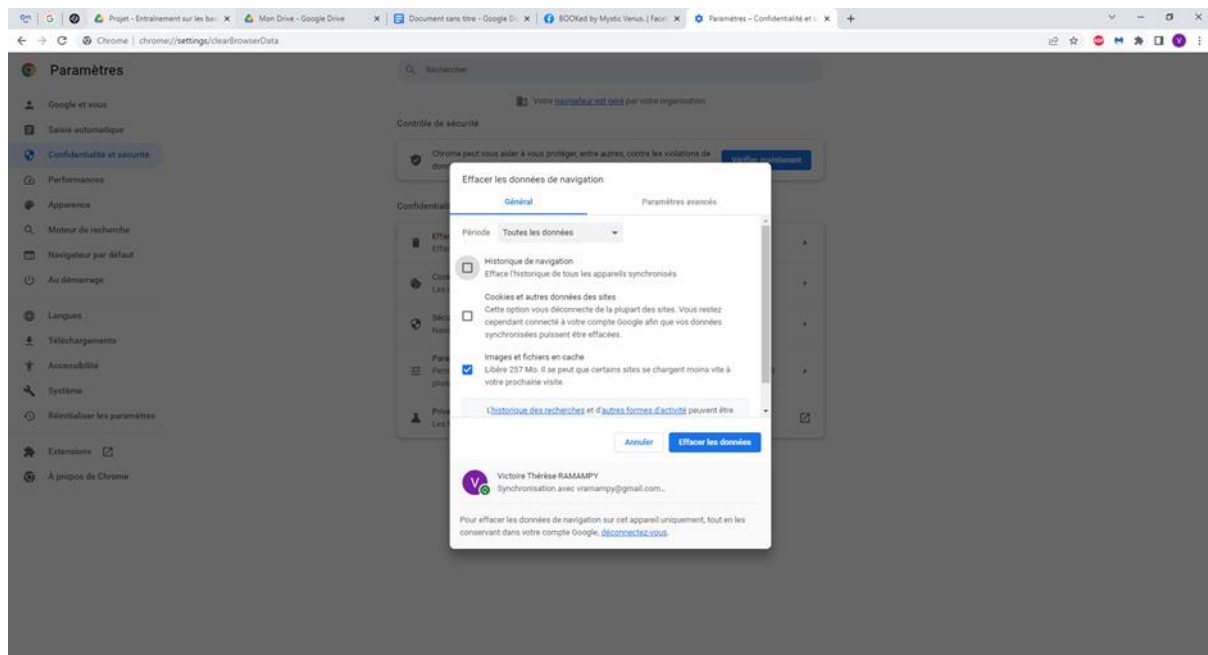 Projet - Entraînement sur les bas
Mon Drive - Google Drive
Document sans titre - Google Do
BOOKed by Mystic Venus. | Face
Paramètres – Confidentialité et s
Chrome | chrome://settings/clearBrowserData
Paramètres
Rechercher
Votre navigateur est géré par votre organisation
Google et vous
Saisie automatique
Confidentialité et sécurité
Performances
Apparence
Moteur de recherche
Navigateur par défaut
Au démarrage
Langues
Téléchargements
Accessibilité
Système
Réinitialiser les paramètres
Extensions
À propos de Chrome
Contrôle de sécurité
Chrome peut vous aider à vous protéger, entre autres, contre les violations de
Vérifier maintenant
Confidentiali
Effacer les données de navigation
Général
Paramètres avancés
Période
Toutes les données
Historique de navigation
Efface l'historique de tous les appareils synchronisés
Cookies et autres données des sites
Cette option vous déconnecte de la plupart des sites. Vous restez
cependant connecté à votre compte Google afin que vos données
synchronisées puissent être effacées.
Images et fichiers en cache
Libère 257 Mo. Il se peut que certains sites se chargent moins vite à
votre prochaine visite.
L'historique des recherches et d'autres formes d'activité peuvent être
Annuler
Effacer les données
V
Victoire Thérèse RAMAMPY
Synchronisation avec vramampy@gmail.com…
Pour effacer les données de navigation sur cet appareil uniquement, tout en les
conservant dans votre compte Google, déconnectez-vous.